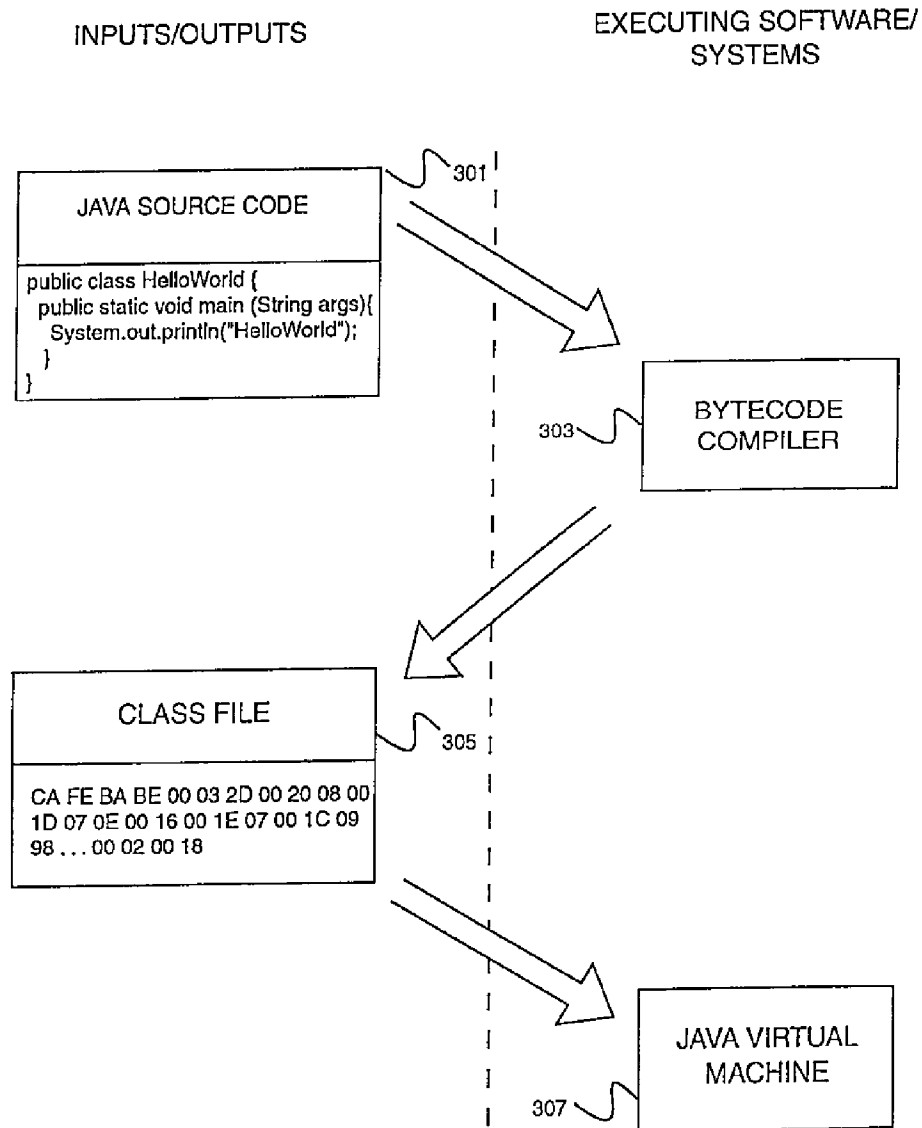 INPUTS/OUTPUTS
EXECUTING SOFTWARE/
SYSTEMS
301
JAVA SOURCE CODE
public class HelloWorld {
public static void main (String args){
System.out.println("HelloWorld");
}
}
303
BYTECODE
COMPILER
CLASS FILE
305
CA FE BA BE 00 03 2D 00 20 08 00
1D 07 0E 00 16 00 1E 07 00 1C 09
98 ... 00 02 00 18
JAVA VIRTUAL
MACHINE
307